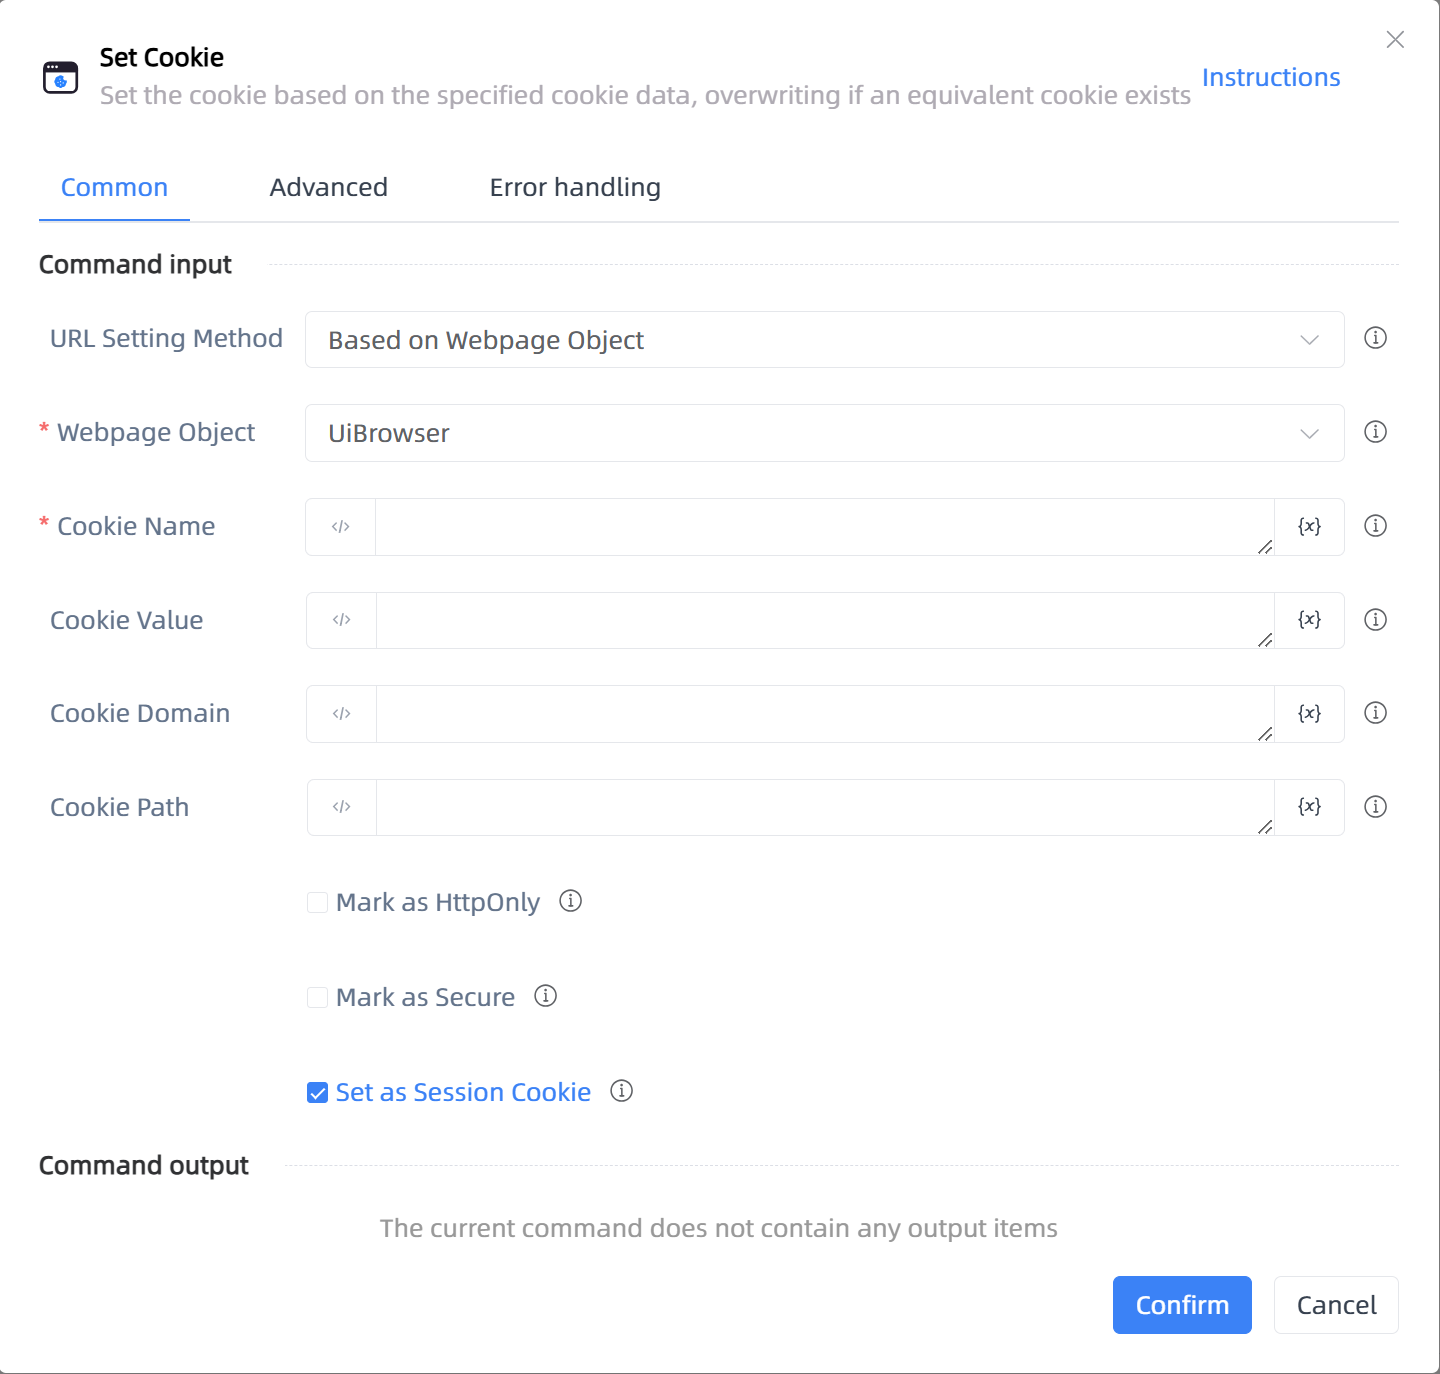 Set Cookie
Set the cookie based on the specified cookie data, overwriting if an equivalent cookie exists
Instructions
Common
Advanced
Error handling
Command input
URL Setting Method
Based on Webpage Object
* Webpage Object
UiBrowser
* Cookie Name
</>
{x}
Cookie Value
</>
{x}
Cookie Domain
</>
{x}
Cookie Path
</>
{x}
Mark as HttpOnly
Mark as Secure
Set as Session Cookie
Command output
The current command does not contain any output items
Confirm
Cancel